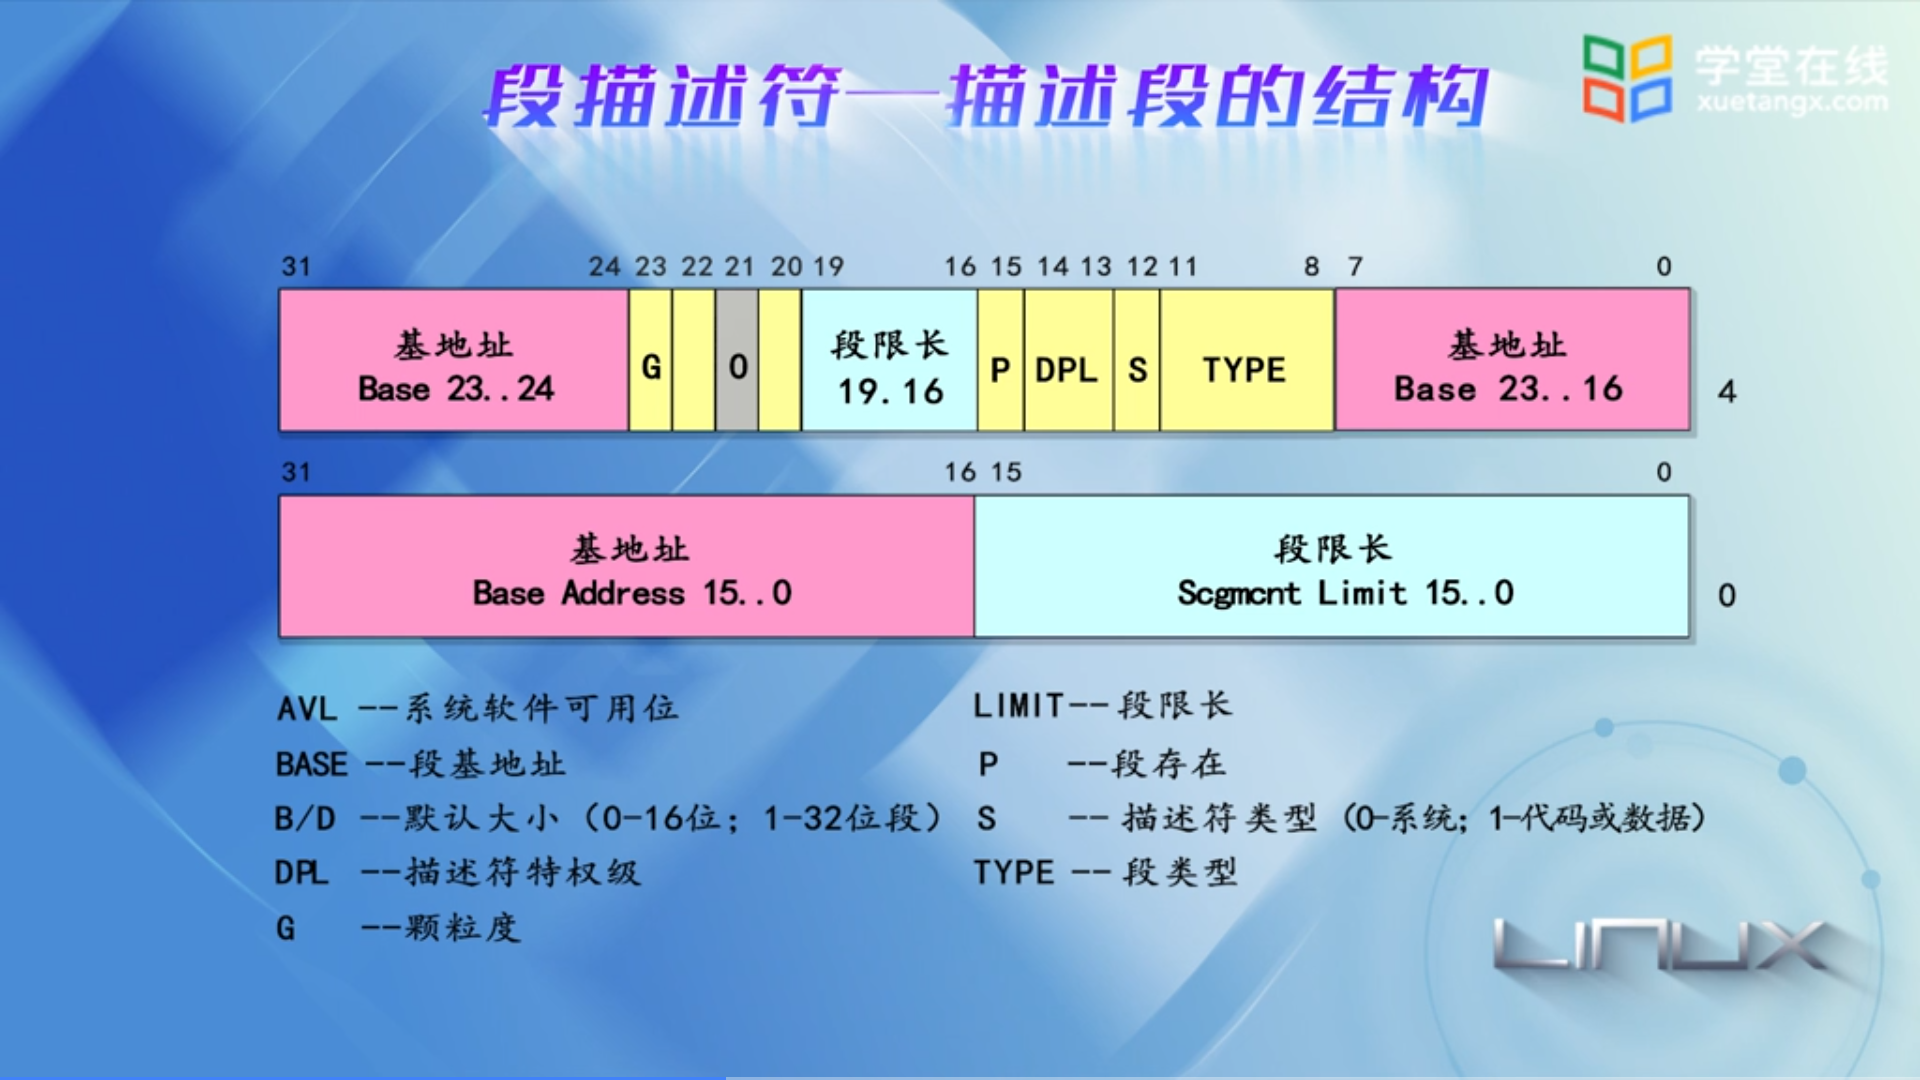 段描述符—描述段的结构
学堂在线
xuetangx.com
31 24 23 22 21 20 19 16 15 14 13 12 11 8 7 0
基地址
Base 23..24
G
0
段限长
19.16
P
DPL
S
TYPE
基地址
Base 23..16
4
31 16 15 0
基地址
Base Address 15..0
段限长
Scgmcnt Limit 15..0
0
AVL --系统软件可用位
BASE --段基地址
B/D --默认大小（0-16位；1-32位段）
DPL --描述符特权级
G --颗粒度
LIMIT-- 段限长
P --段存在
S -- 描述符类型（0-系统；1-代码或数据）
TYPE -- 段类型
LINUX